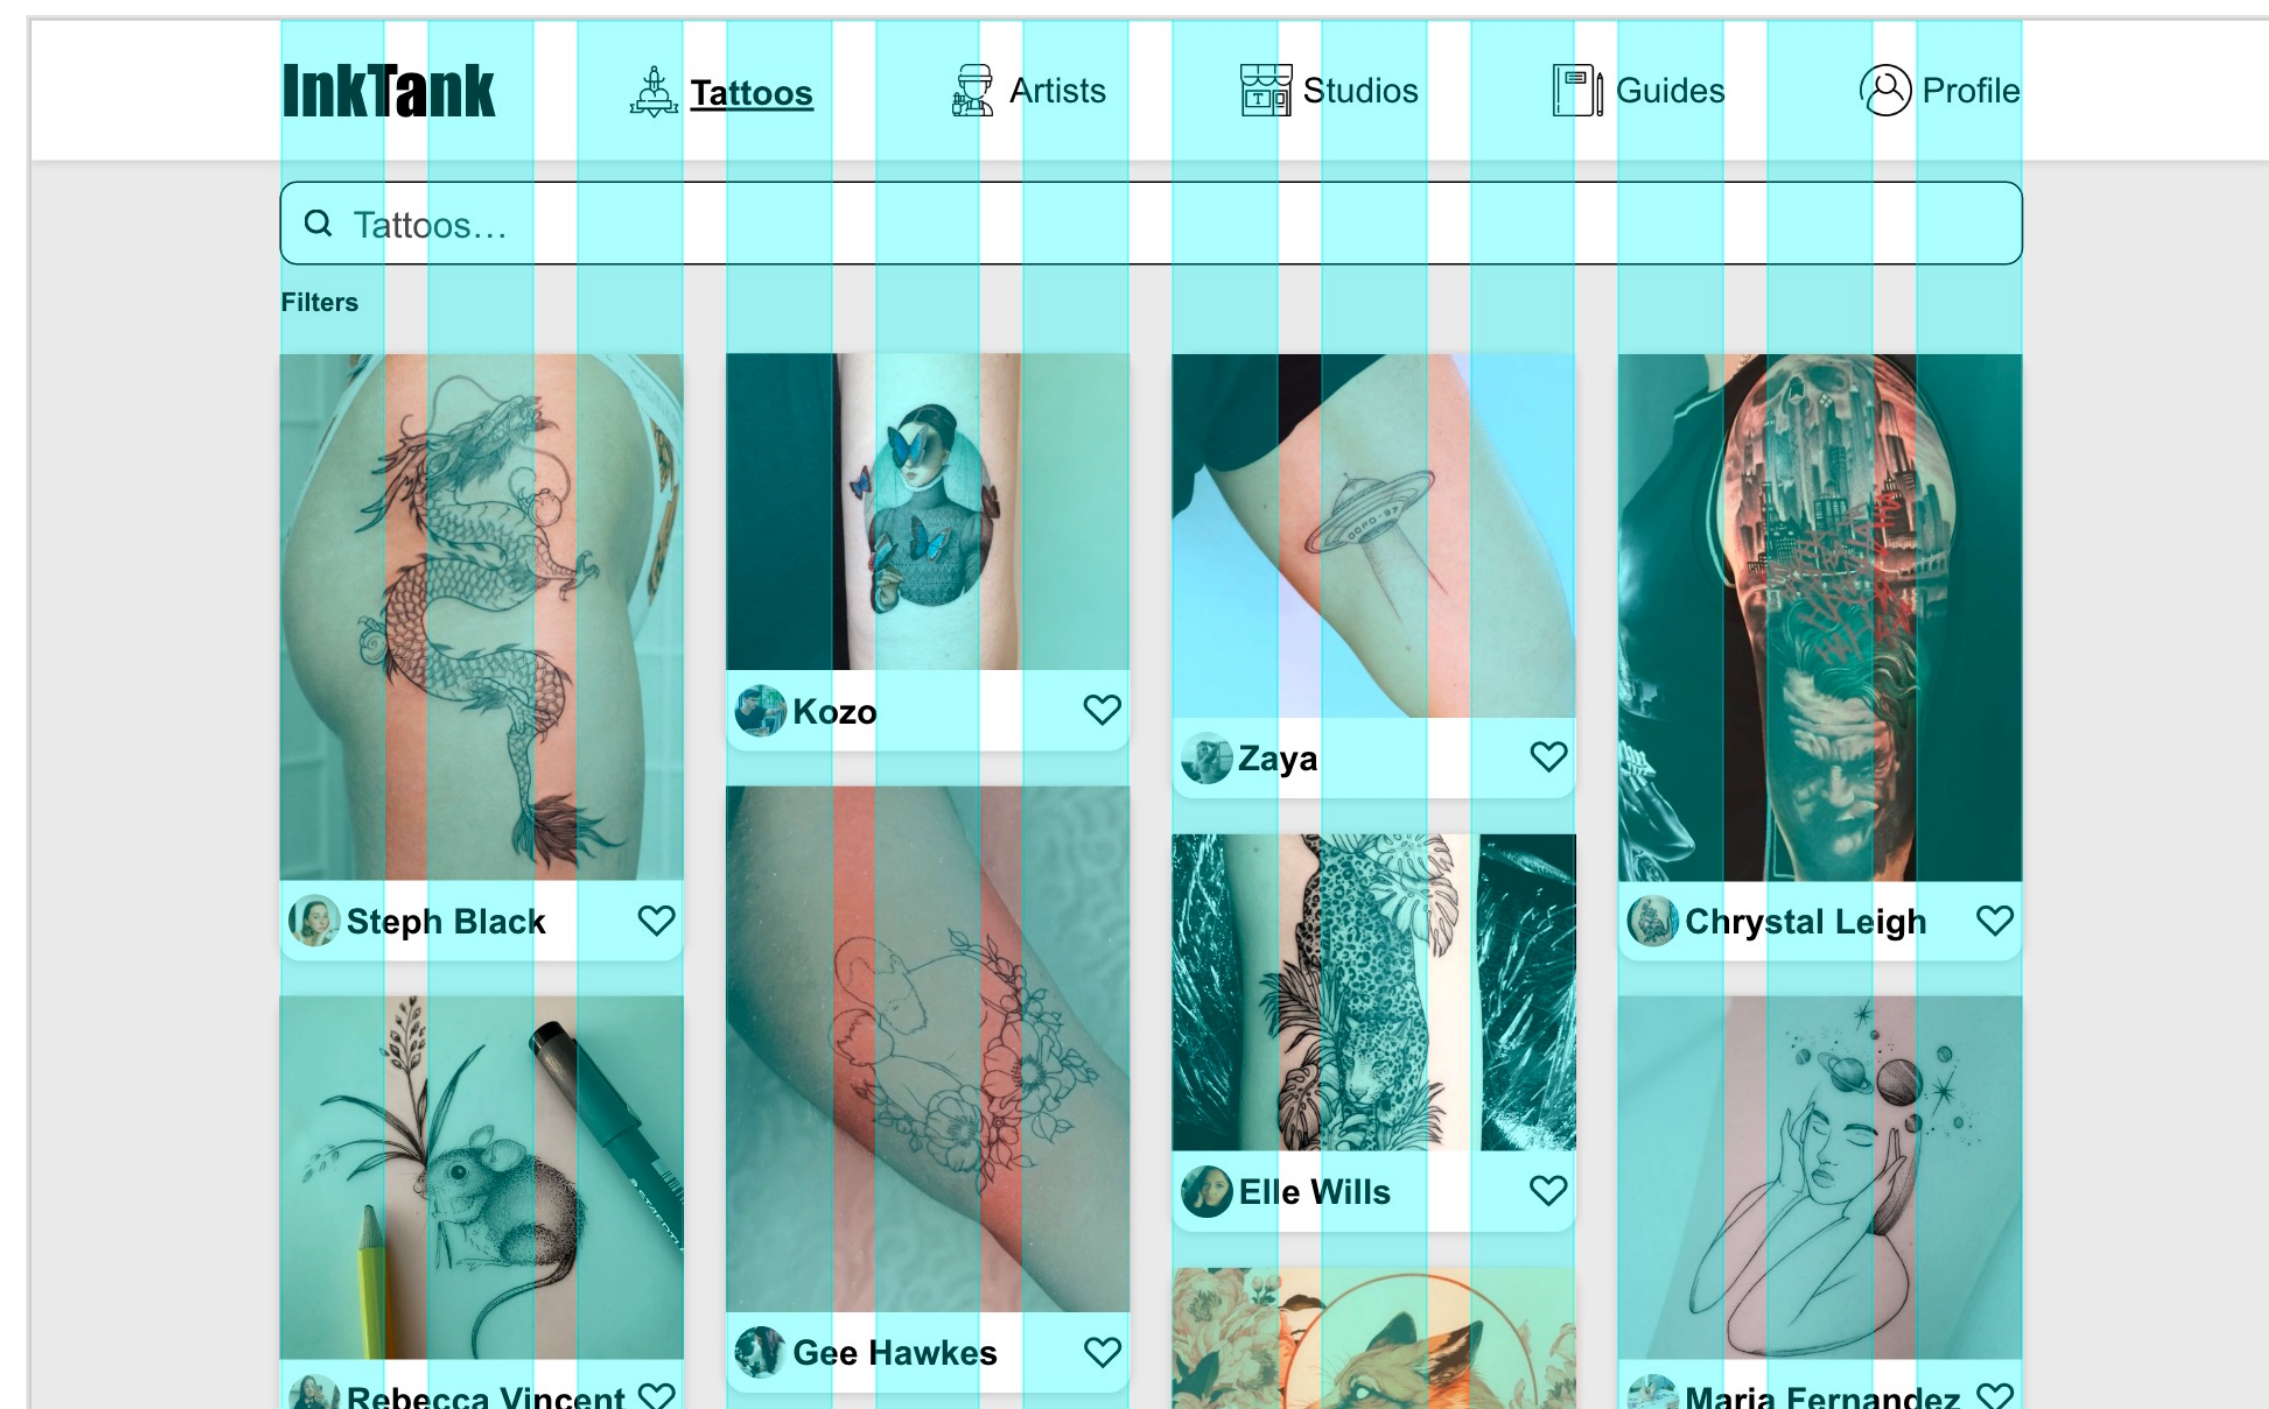 InkTank
Tattoos
Artists
T
Studios
Guides
Profile
Tattoos...
Filters
Kozo
Zaya
Steph Black
Chrystal Leigh
Elle Wills
Gee Hawkes
Rebecca Vincent
Maria Fernandez